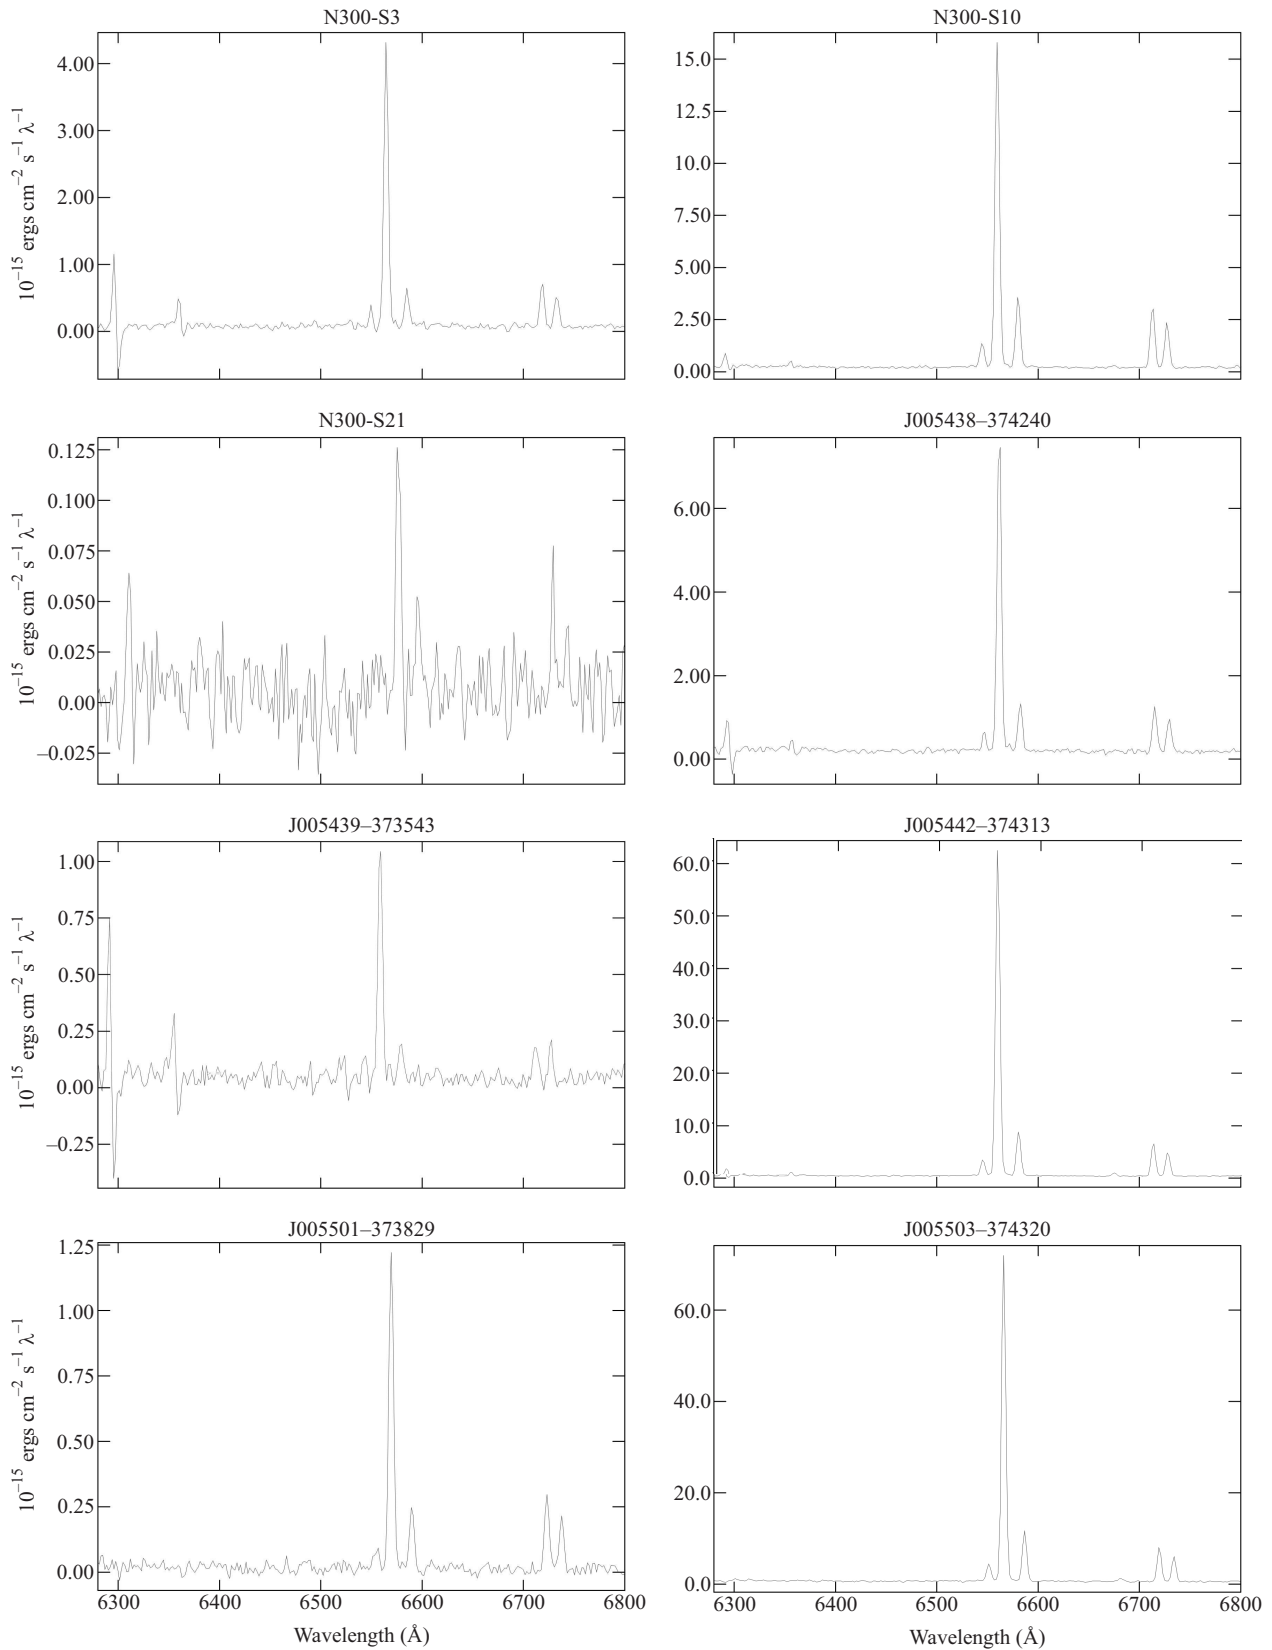 N300-S3
4.00
3.00
2.00
1.00
0.00
10⁻¹⁵ ergs cm⁻² s⁻¹ λ⁻¹
N300-S10
15.0
12.5
10.0
7.50
5.00
2.50
0.00
N300-S21
0.125
0.100
0.075
0.050
0.025
0.00
−0.025
10⁻¹⁵ ergs cm⁻² s⁻¹ λ⁻¹
J005438–374240
6.00
4.00
2.00
0.00
J005439–373543
1.00
0.75
0.50
0.25
0.00
−0.25
10⁻¹⁵ ergs cm⁻² s⁻¹ λ⁻¹
J005442–374313
60.0
50.0
40.0
30.0
20.0
10.0
0.0
J005501–373829
1.25
1.00
0.75
0.50
0.25
0.00
10⁻¹⁵ ergs cm⁻² s⁻¹ λ⁻¹
6300 6400 6500 6600 6700 6800
Wavelength (Å)
J005503–374320
60.0
40.0
20.0
0.0
6300 6400 6500 6600 6700 6800
Wavelength (Å)